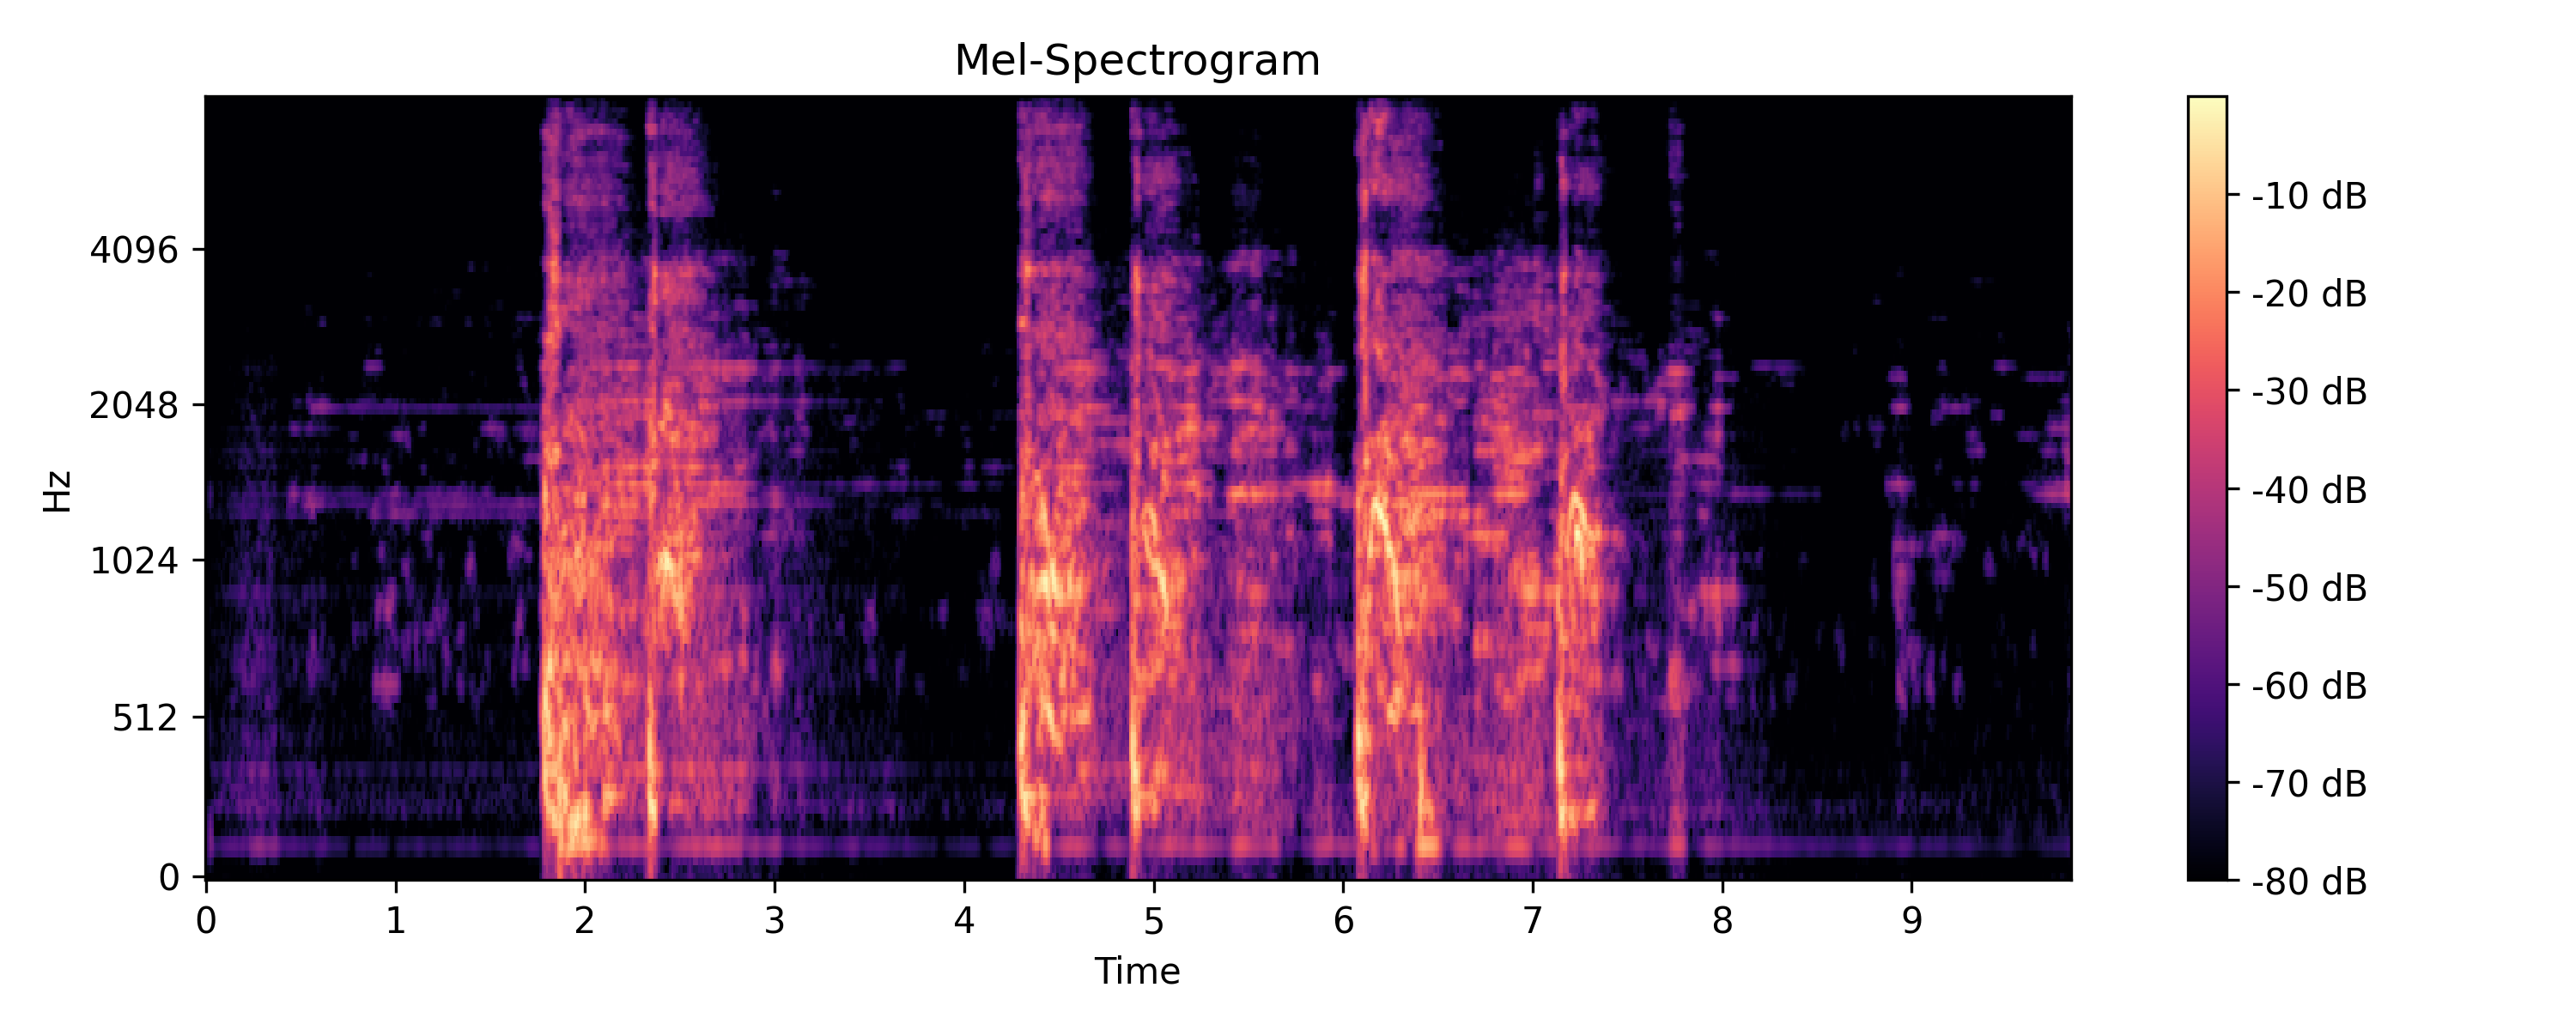 Mel-Spectrogram
Hz
4096
2048
1024
512
0
0 1 2 3 4 5 6 7 8 9
Time
-10 dB
-20 dB
-30 dB
-40 dB
-50 dB
-60 dB
-70 dB
-80 dB